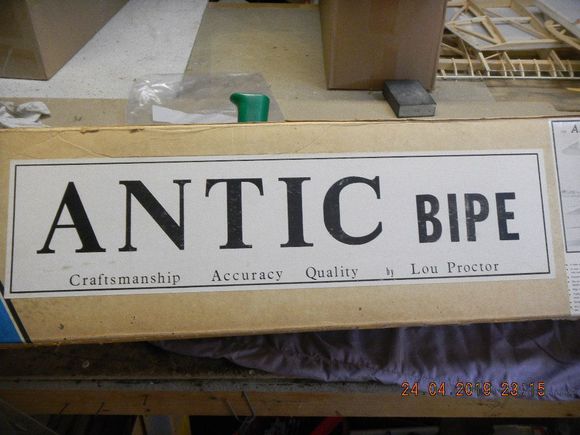 ANTIC BIPE
Craftsmanship Accuracy Quality by Lou Proctor
24.04.2019 23:15